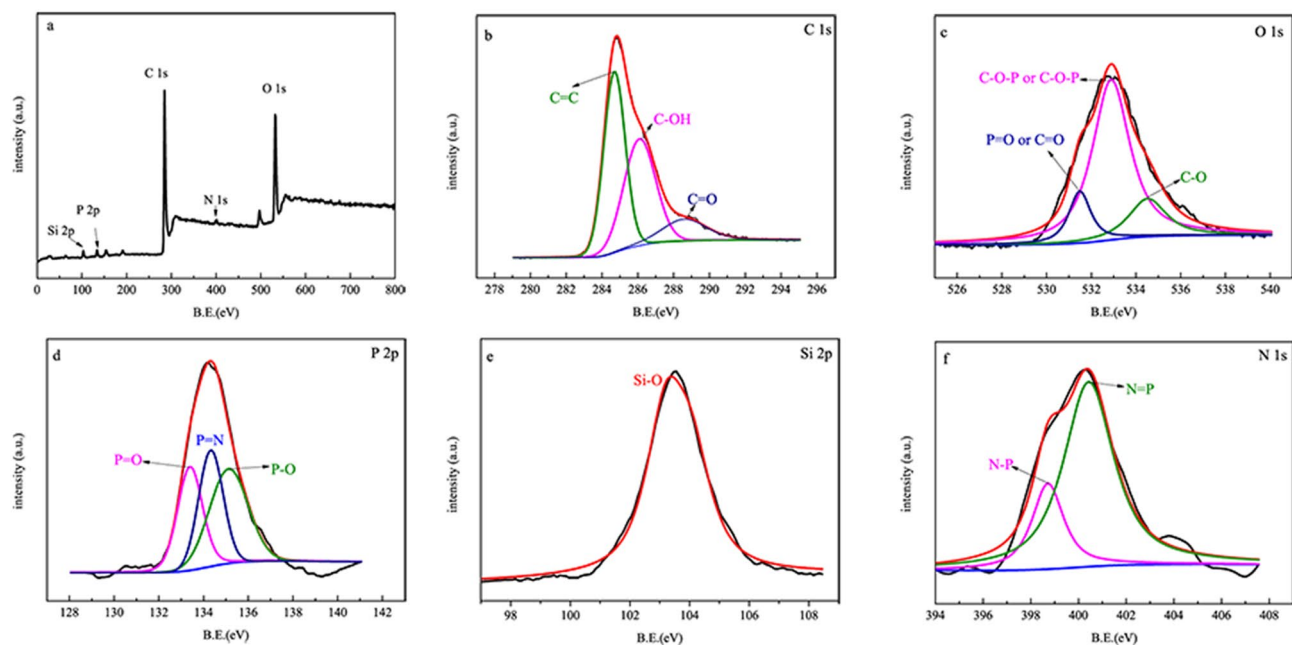 a
C 1s
O 1s
N 1s
P 2p
Si 2p
intensity (a.u.)
0 100 200 300 400 500 600 700 800
B.E.(eV)
b
C 1s
C=C
C-OH
C=O
intensity (a.u.)
278 280 282 284 286 288 290 292 294 296
B.E.(eV)
c
O 1s
C-O-P or C-O-P
P=O or C=O
C-O
intensity (a.u.)
526 528 530 532 534 536 538 540
B.E.(eV)
d
P 2p
P=N
P=O
P-O
intensity (a.u.)
128 130 132 134 136 138 140 142
B.E.(eV)
e
Si 2p
Si-O
intensity (a.u.)
98 100 102 104 106 108
B.E.(eV)
f
N 1s
N=P
N-P
intensity (a.u.)
394 396 398 400 402 404 406 408
B.E.(eV)